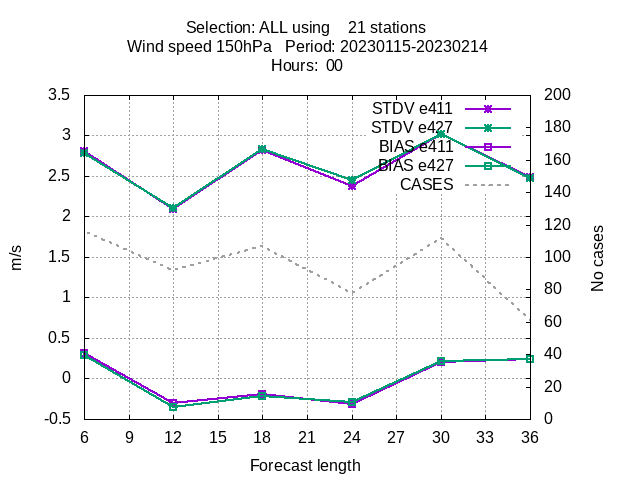 Selection: ALL using    21 stations
Wind speed 150hPa   Period: 20230115-20230214
Hours:  00
3.5
3
2.5
2
1.5
1
0.5
0
-0.5
m/s
200
180
160
140
120
100
80
60
40
20
0
No cases
STDV e411
STDV e427
BIAS e411
BIAS e427
CASES
6 9 12 15 18 21 24 27 30 33 36
Forecast length